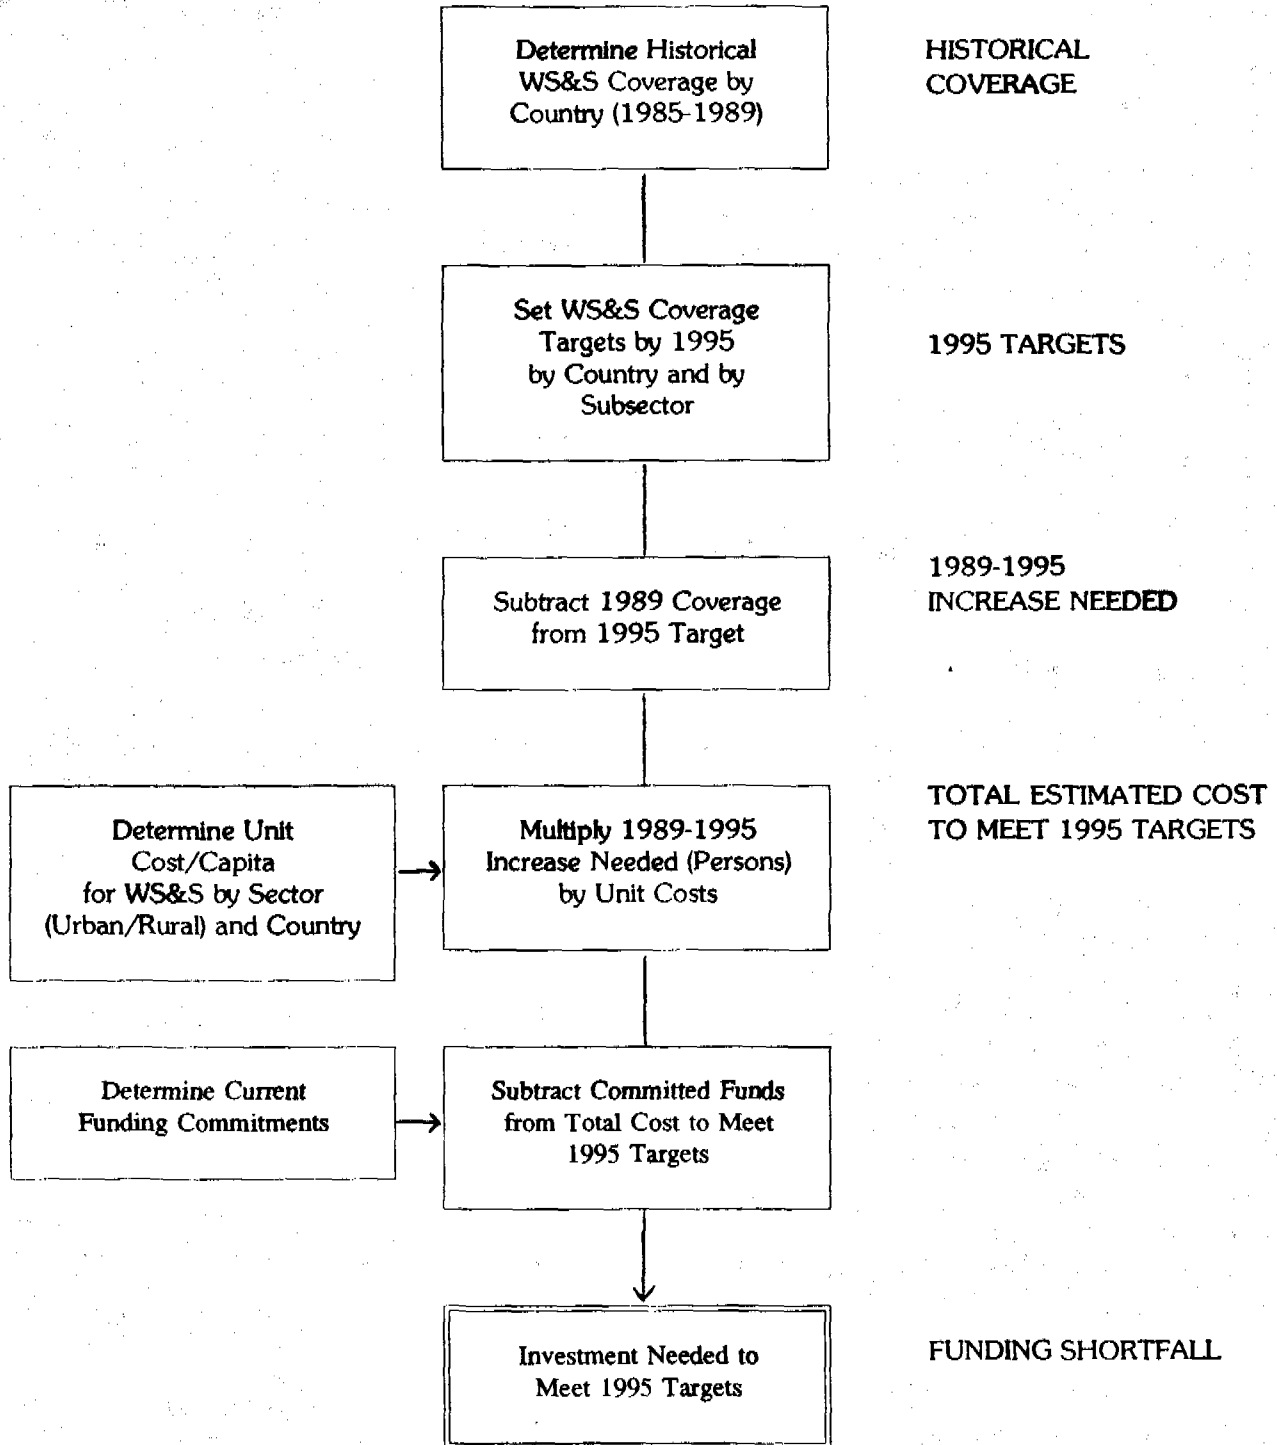 Determine Historical
WS&S Coverage by
Country (1985-1989)
HISTORICAL
COVERAGE
Set WS&S Coverage
Targets by 1995
by Country and by
Subsector
1995 TARGETS
Subtract 1989 Coverage
from 1995 Target
1989-1995
INCREASE NEEDED
Determine Unit
Cost/Capita
for WS&S by Sector
(Urban/Rural) and Country
Multiply 1989-1995
Increase Needed (Persons)
by Unit Costs
TOTAL ESTIMATED COST
TO MEET 1995 TARGETS
Determine Current
Funding Commitments
Subtract Committed Funds
from Total Cost to Meet
1995 Targets
Investment Needed to
Meet 1995 Targets
FUNDING SHORTFALL